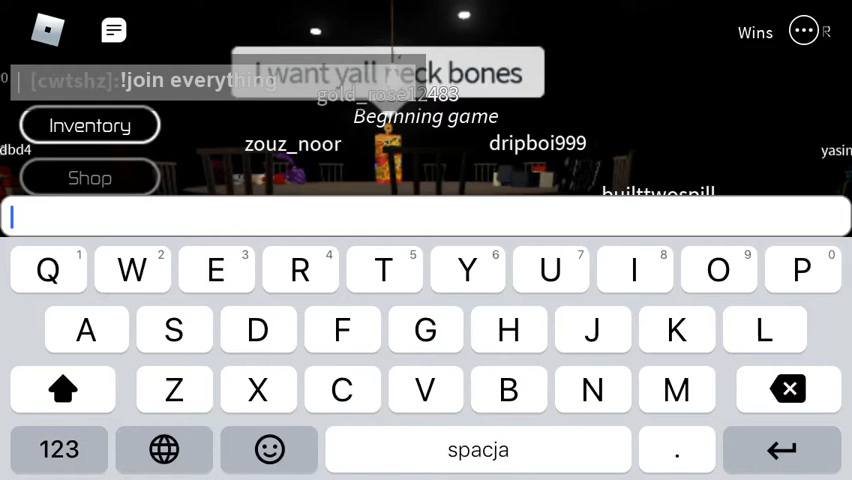 Wins
R
I want yall neck bones
[cwtshz]:!join everything
gold_rose12483
Beginning game
Inventory
zouz_noor
dripboi999
dbd4
yasin
Shop
builttwospill
Q 1 W 2 E 3 R 4 T 5 Y 6 U 7 I 8 O 9 P 0
A S D F G H J K L
Z X C V B N M
123 spacja .